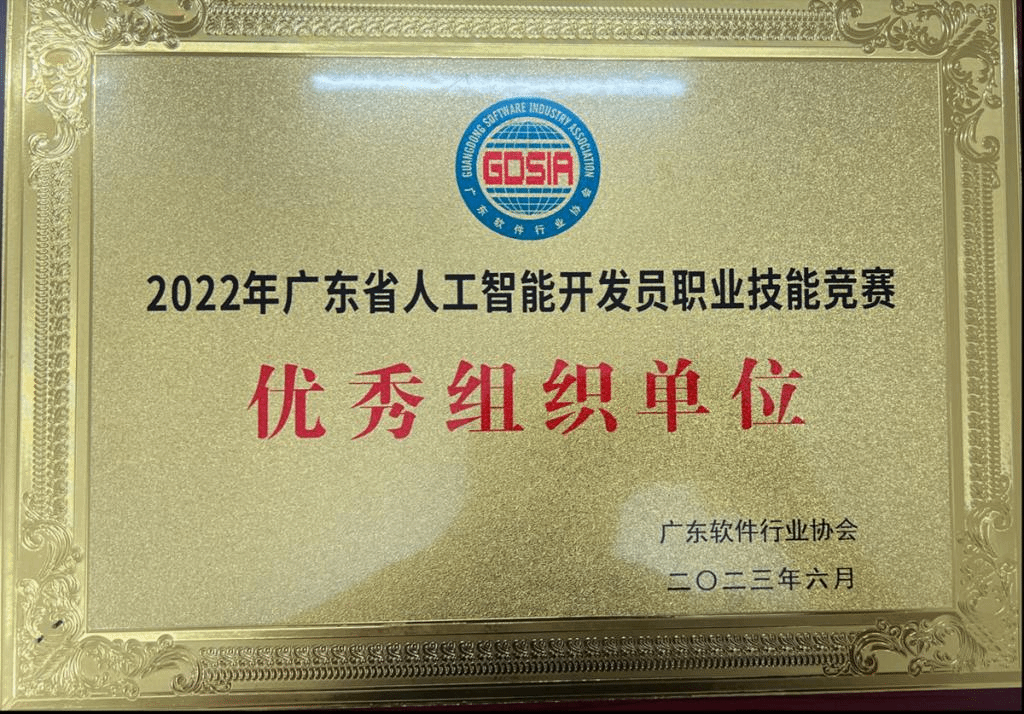 GUANGDONG SOFTWARE INDUSTRY ASSOCIATION
GDSIA
广东软件行业协会
2022年广东省人工智能开发员职业技能竞赛
优秀组织单位
广东软件行业协会
二〇二三年六月